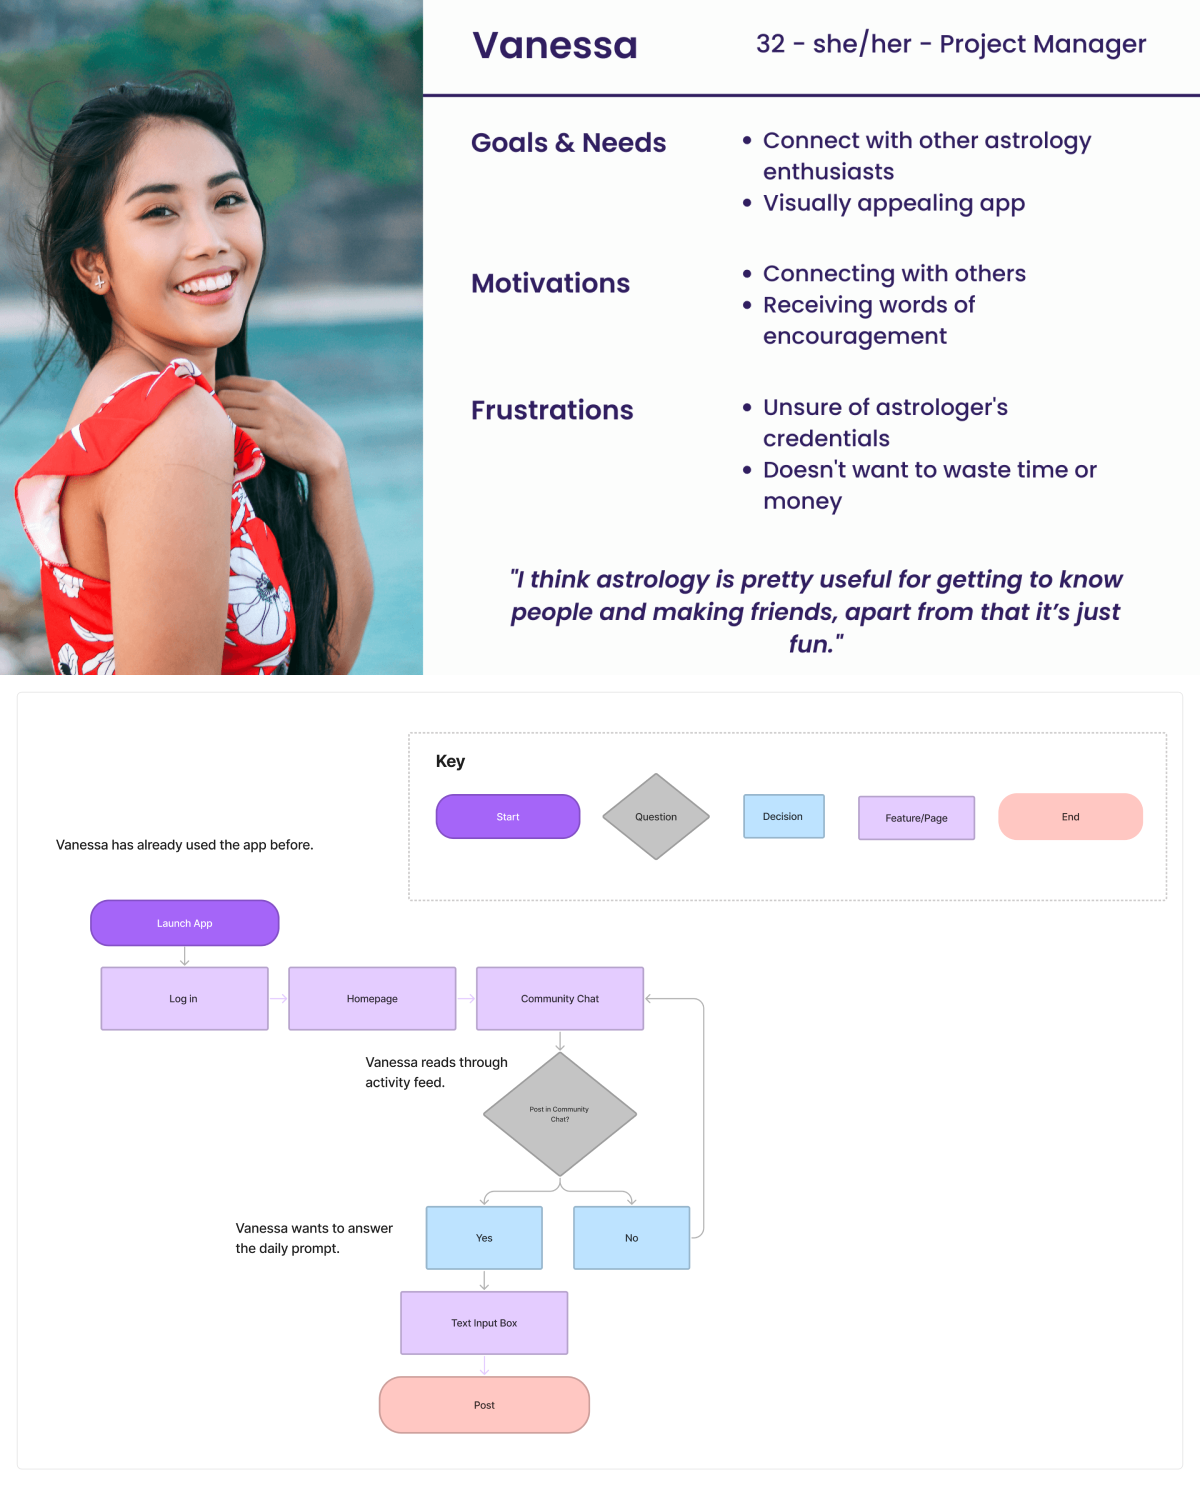 Vanessa
32 - she/her - Project Manager
Goals & Needs
• Connect with other astrology
enthusiasts
• Visually appealing app
Motivations
• Connecting with others
• Receiving words of
encouragement
Frustrations
• Unsure of astrologer's
credentials
• Doesn't want to waste time or
money
"I think astrology is pretty useful for getting to know
people and making friends, apart from that it’s just
fun."
Key
Start
Question
Decision
Feature/Page
End
Vanessa has already used the app before.
Launch App
Log in
Homepage
Community Chat
Vanessa reads through
activity feed.
Post in Community
Chat?
Vanessa wants to answer
the daily prompt.
Yes
No
Text Input Box
Post